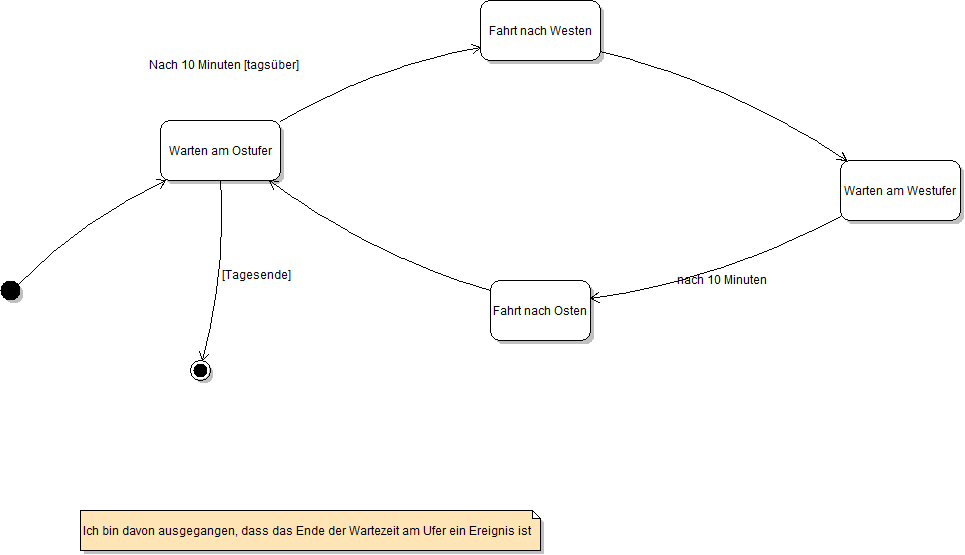 Fahrt nach Westen
Nach 10 Minuten [tagsüber]
Warten am Ostufer
Warten am Westufer
[Tagesende]
nach 10 Minuten
Fahrt nach Osten
Ich bin davon ausgegangen, dass das Ende der Wartezeit am Ufer ein Ereignis ist